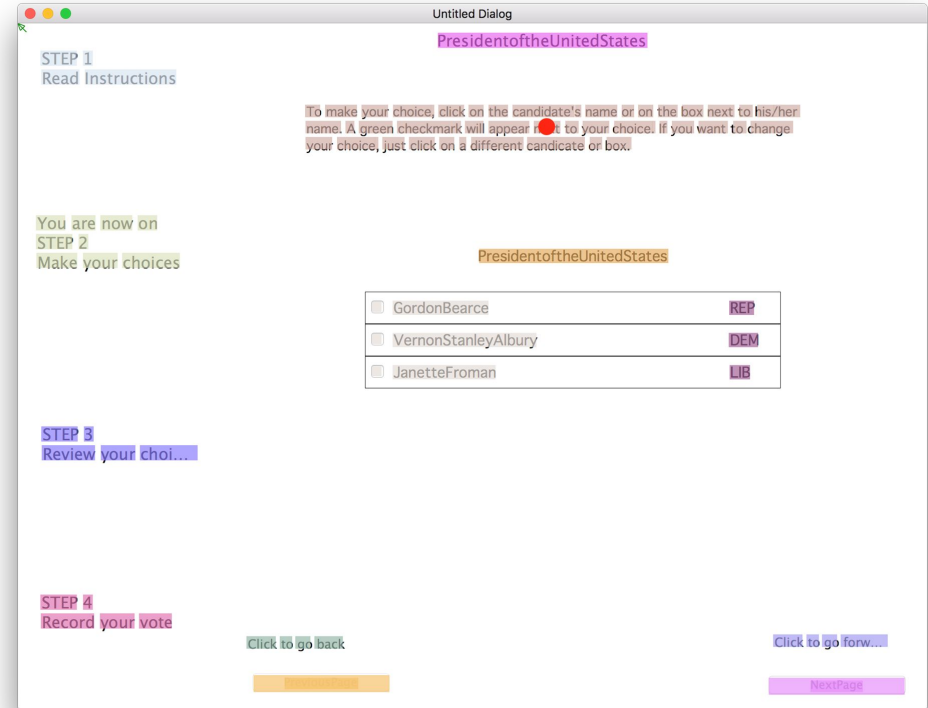 Untitled Dialog
PresidentoftheUnitedStates
STEP 1
Read Instructions
To make your choice, click on the candidate's name or on the box next to his/her
name. A green checkmark will appear to your choice. If you want to change
your choice, just click on a different candicate or box.
You are now on
STEP 2
Make your choices
PresidentoftheUnitedStates
GordonBearce REP
VernonStanleyAlbury DEM
JanetteFroman LIB
STEP 3
Review your choi...
STEP 4
Record your vote
Click to go back
Click to go forw...
NextPage